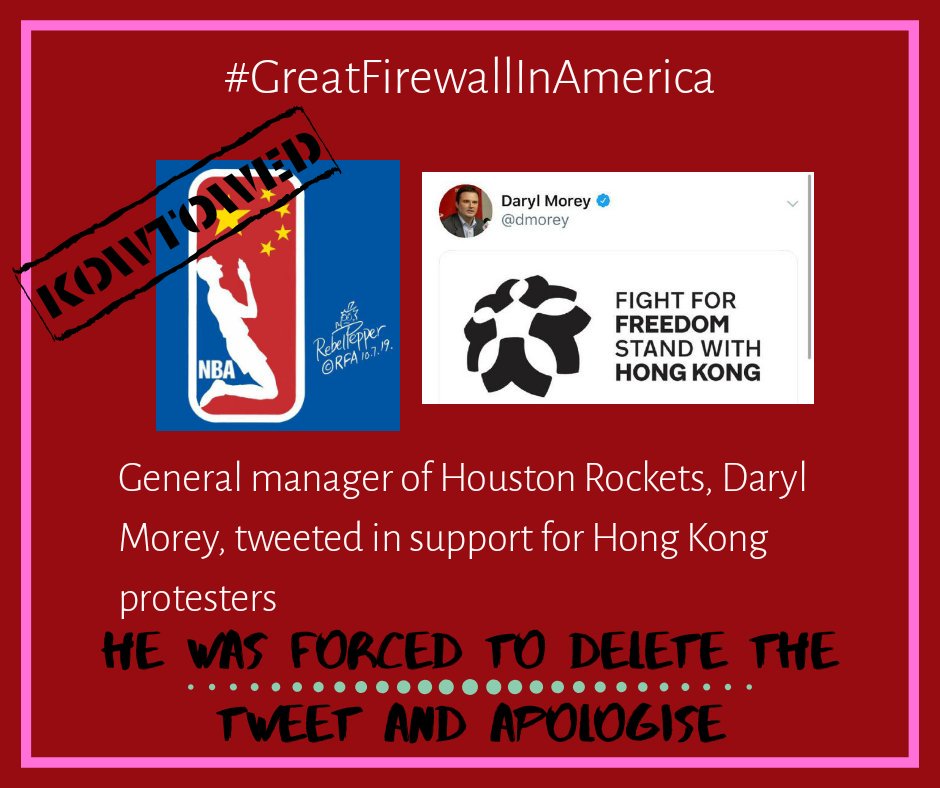 #GreatFirewallInAmerica
KOWTOWED
NBA
RebelPepper
©RFA 10.7.19.
Daryl Morey
@dmorey
FIGHT FOR
FREEDOM
STAND WITH
HONG KONG
General manager of Houston Rockets, Daryl
Morey, tweeted in support for Hong Kong
protesters
HE WAS FORCED TO DELETE THE
TWEET AND APOLOGISE